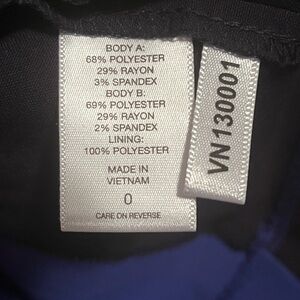 BODY A:
68% POLYESTER
29% RAYON
3% SPANDEX
BODY B:
69% POLYESTER
29% RAYON
2% SPANDEX
LINING:
100% POLYESTER
MADE IN
VIETNAM
0
CARE ON REVERSE
VN130001